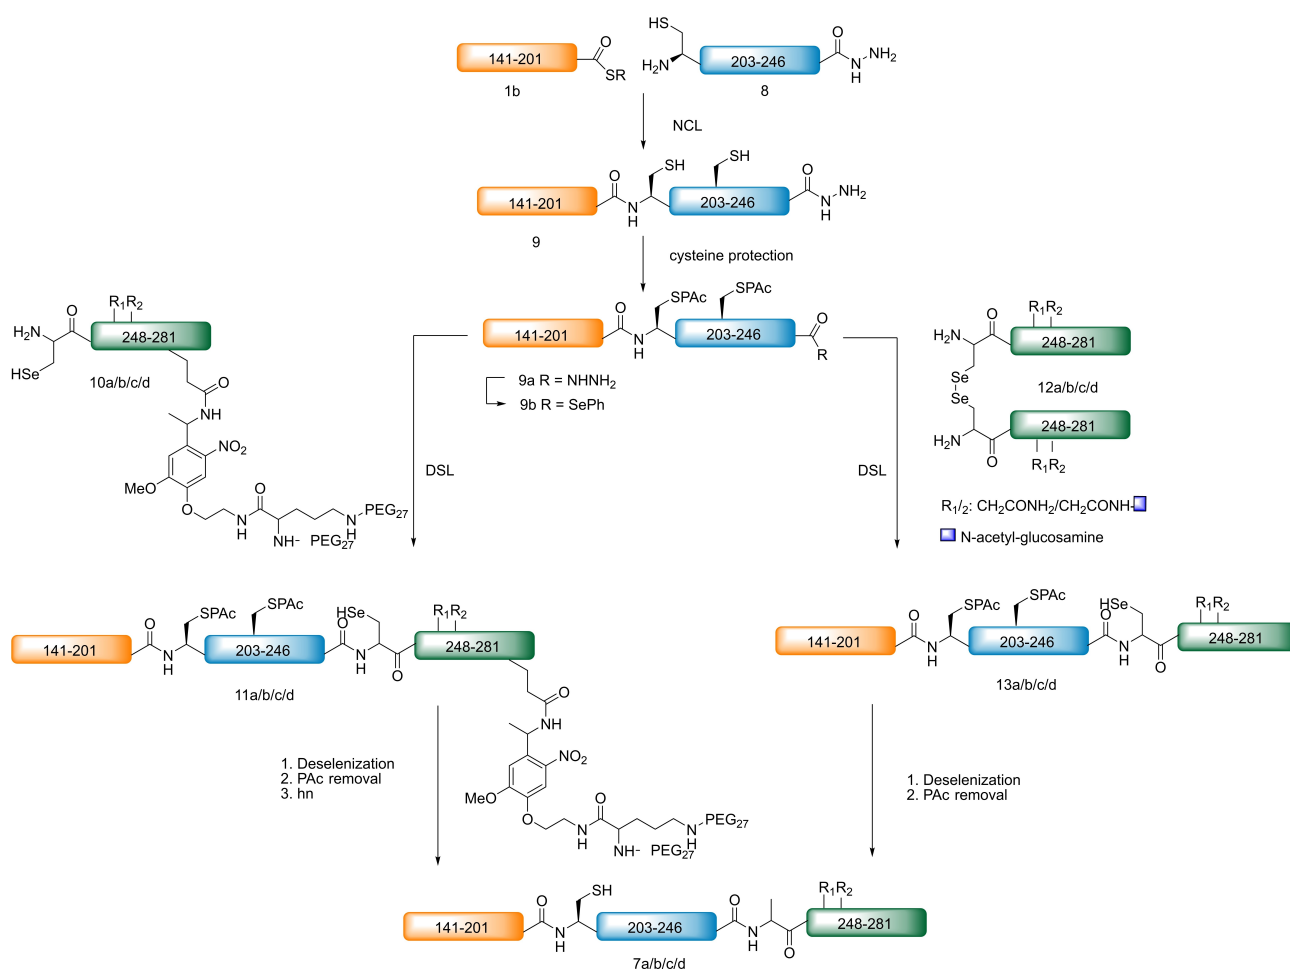 141-201
O
SR
1b
HS
H2N
203-246
O
N
H
NH2
8
NCL
141-201
O
N
H
SH
SH
203-246
O
N
H
NH2
9
cysteine protection
141-201
O
N
H
SPAc
SPAc
203-246
O
R
9a R = NHNH2
9b R = SePh
H2N
O
HSe
R1R2
248-281
10a/b/c/d
O
NH
NO2
MeO
O
N
H
O
N
H
PEG27
NH-
PEG27
DSL
DSL
H2N
O
R1R2
248-281
Se
Se
12a/b/c/d
H2N
O
248-281
R1R2
R1/2: CH2CONH2/CH2CONH-
N-acetyl-glucosamine
141-201
O
N
H
SPAc
SPAc
203-246
O
N
H
HSe
O
R1R2
248-281
11a/b/c/d
O
NH
NO2
MeO
O
N
H
O
N
H
PEG27
NH-
PEG27
1. Deselenization
2. PAc removal
3. hn
141-201
O
N
H
SPAc
SPAc
203-246
O
N
H
HSe
O
R1R2
248-281
13a/b/c/d
1. Deselenization
2. PAc removal
141-201
O
N
H
SH
203-246
O
N
H
O
R1R2
248-281
7a/b/c/d